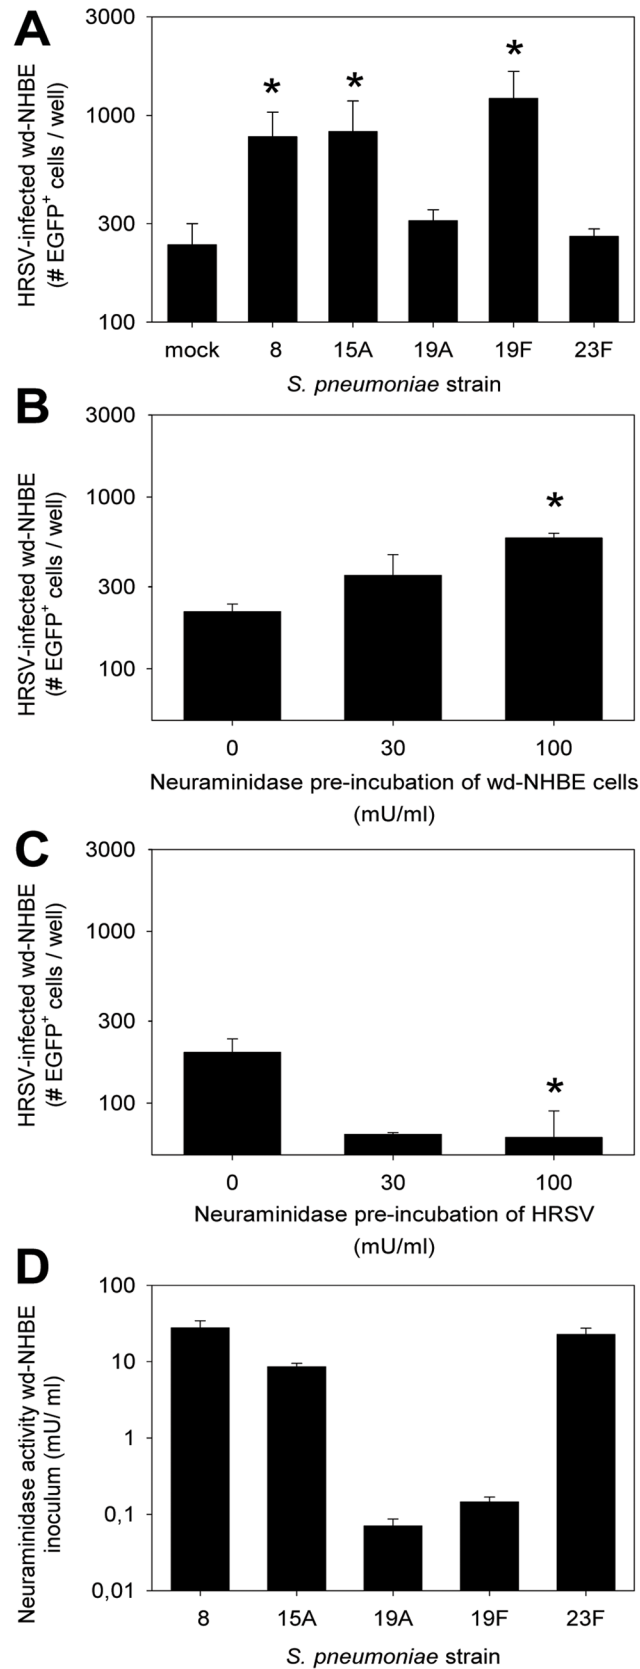 A
HRSV-infected wd-NHBE
(# EGFP⁺ cells / well)
3000
1000
300
100
*
*
*
mock 8 15A 19A 19F 23F
S. pneumoniae strain
B
HRSV-infected wd-NHBE
(# EGFP⁺ cells / well)
3000
1000
300
100
*
0 30 100
Neuraminidase pre-incubation of wd-NHBE cells
(mU/ml)
C
HRSV-infected wd-NHBE
(# EGFP⁺ cells / well)
3000
1000
300
100
*
0 30 100
Neuraminidase pre-incubation of HRSV
(mU/ml)
D
Neuraminidase activity wd-NHBE
inoculum (mU/ ml)
100
10
1
0,1
0,01
8 15A 19A 19F 23F
S. pneumoniae strain